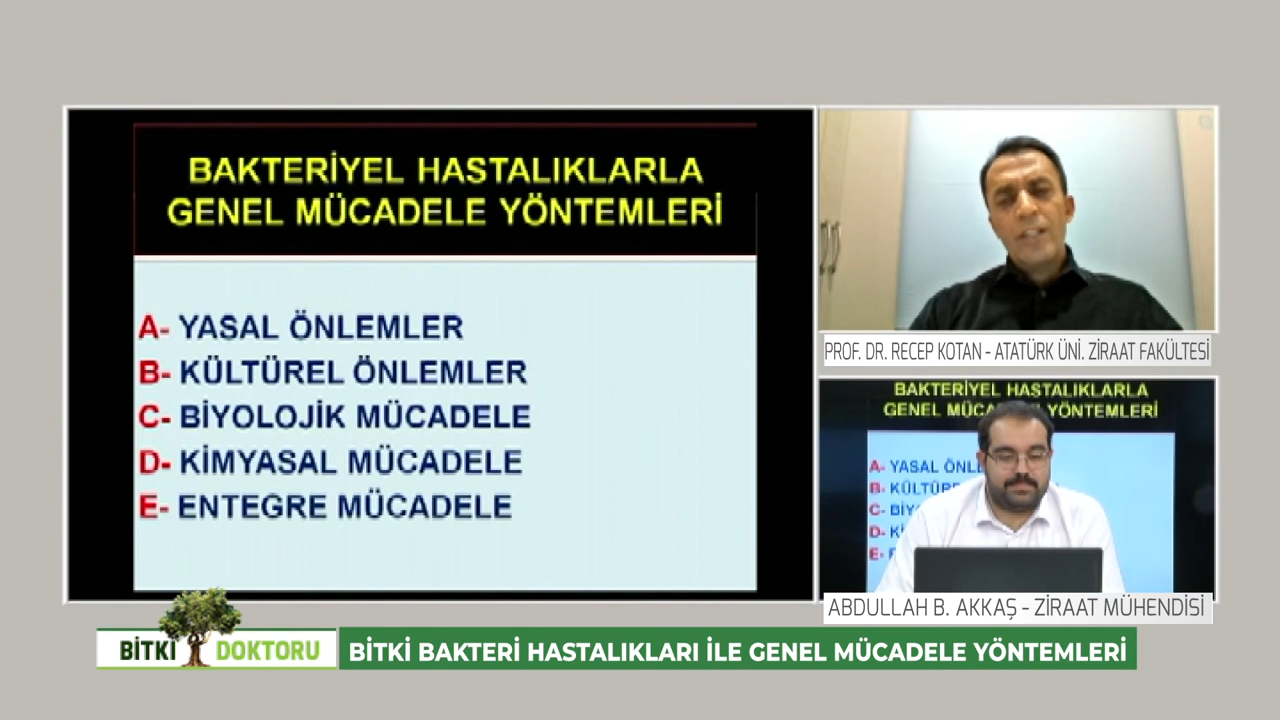 BAKTERİYEL HASTALIKLARLA
GENEL MÜCADELE YÖNTEMLERİ
A- YASAL ÖNLEMLER
B- KÜLTÜREL ÖNLEMLER
C- BİYOLOJİK MÜCADELE
D- KİMYASAL MÜCADELE
E- ENTEGRE MÜCADELE
PROF. DR. RECEP KOTAN - ATATÜRK ÜNİ. ZİRAAT FAKÜLTESİ
BAKTERİYEL HASTALIKLARLA
GENEL MÜCA YÖNTEMLERİ
A- YASAL ÖNL
B- KÜLTÜR
C- BİY
D- K
E-
ABDULLAH B. AKKAŞ - ZİRAAT MÜHENDİSİ
BİTKİ DOKTORU
BİTKİ BAKTERİ HASTALIKLARI İLE GENEL MÜCADELE YÖNTEMLERİ